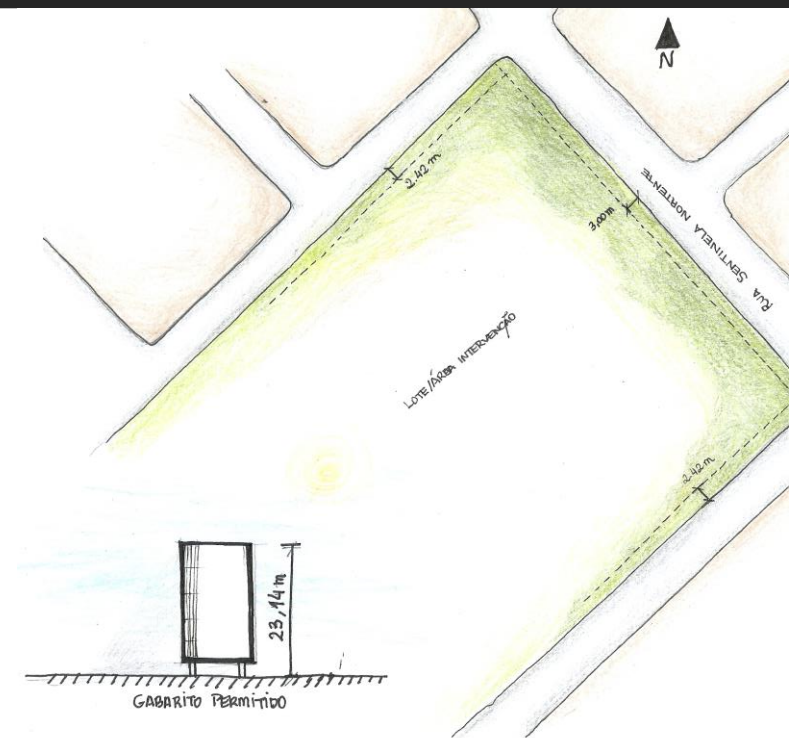 N
2.42 m
3,00 m
RUA SENTINELA NORTENTE
LOTE/ÁREA INTERVENÇÃO
2.42 m
23,14 m
GABARITO PERMITIDO